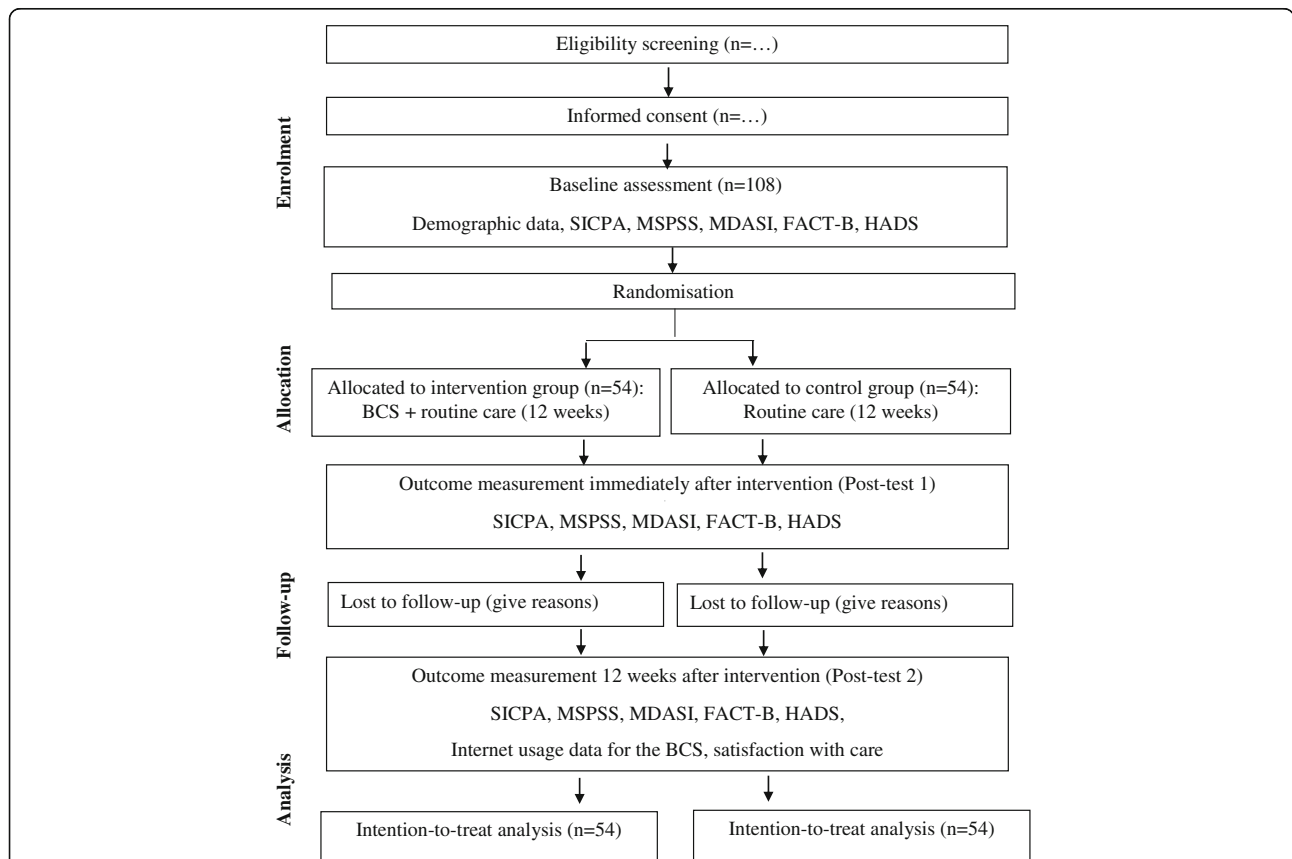 Eligibility screening (n=…)
Informed consent (n=…)
Enrolment
Baseline assessment (n=108)
Demographic data, SICPA, MSPSS, MDASI, FACT-B, HADS
Randomisation
Allocation
Allocated to intervention group (n=54):
BCS + routine care (12 weeks)
Allocated to control group (n=54):
Routine care (12 weeks)
Outcome measurement immediately after intervention (Post-test 1)
SICPA, MSPSS, MDASI, FACT-B, HADS
Follow-up
Lost to follow-up (give reasons)
Lost to follow-up (give reasons)
Outcome measurement 12 weeks after intervention (Post-test 2)
SICPA, MSPSS, MDASI, FACT-B, HADS,
Internet usage data for the BCS, satisfaction with care
Analysis
Intention-to-treat analysis (n=54)
Intention-to-treat analysis (n=54)